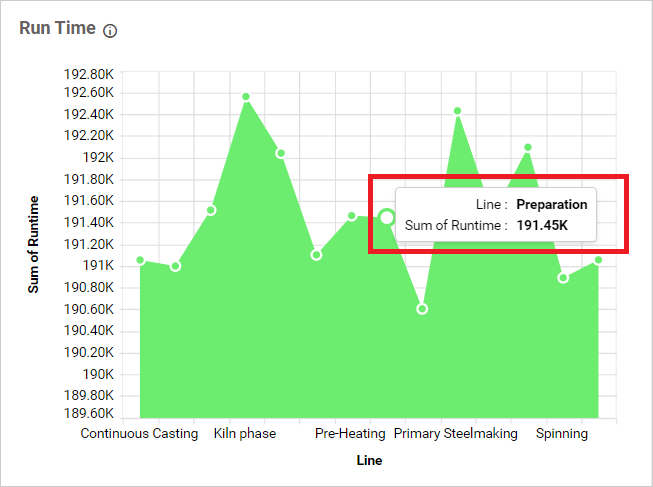 Run Time
192.80K
192.60K
192.40K
192.20K
192K
191.80K
191.60K
191.40K
191.20K
191K
190.80K
190.60K
190.40K
190.20K
190K
189.80K
189.60K
Sum of Runtime
Line : Preparation
Sum of Runtime : 191.45K
Continuous Casting Kiln phase Pre-Heating Primary Steelmaking Spinning
Line